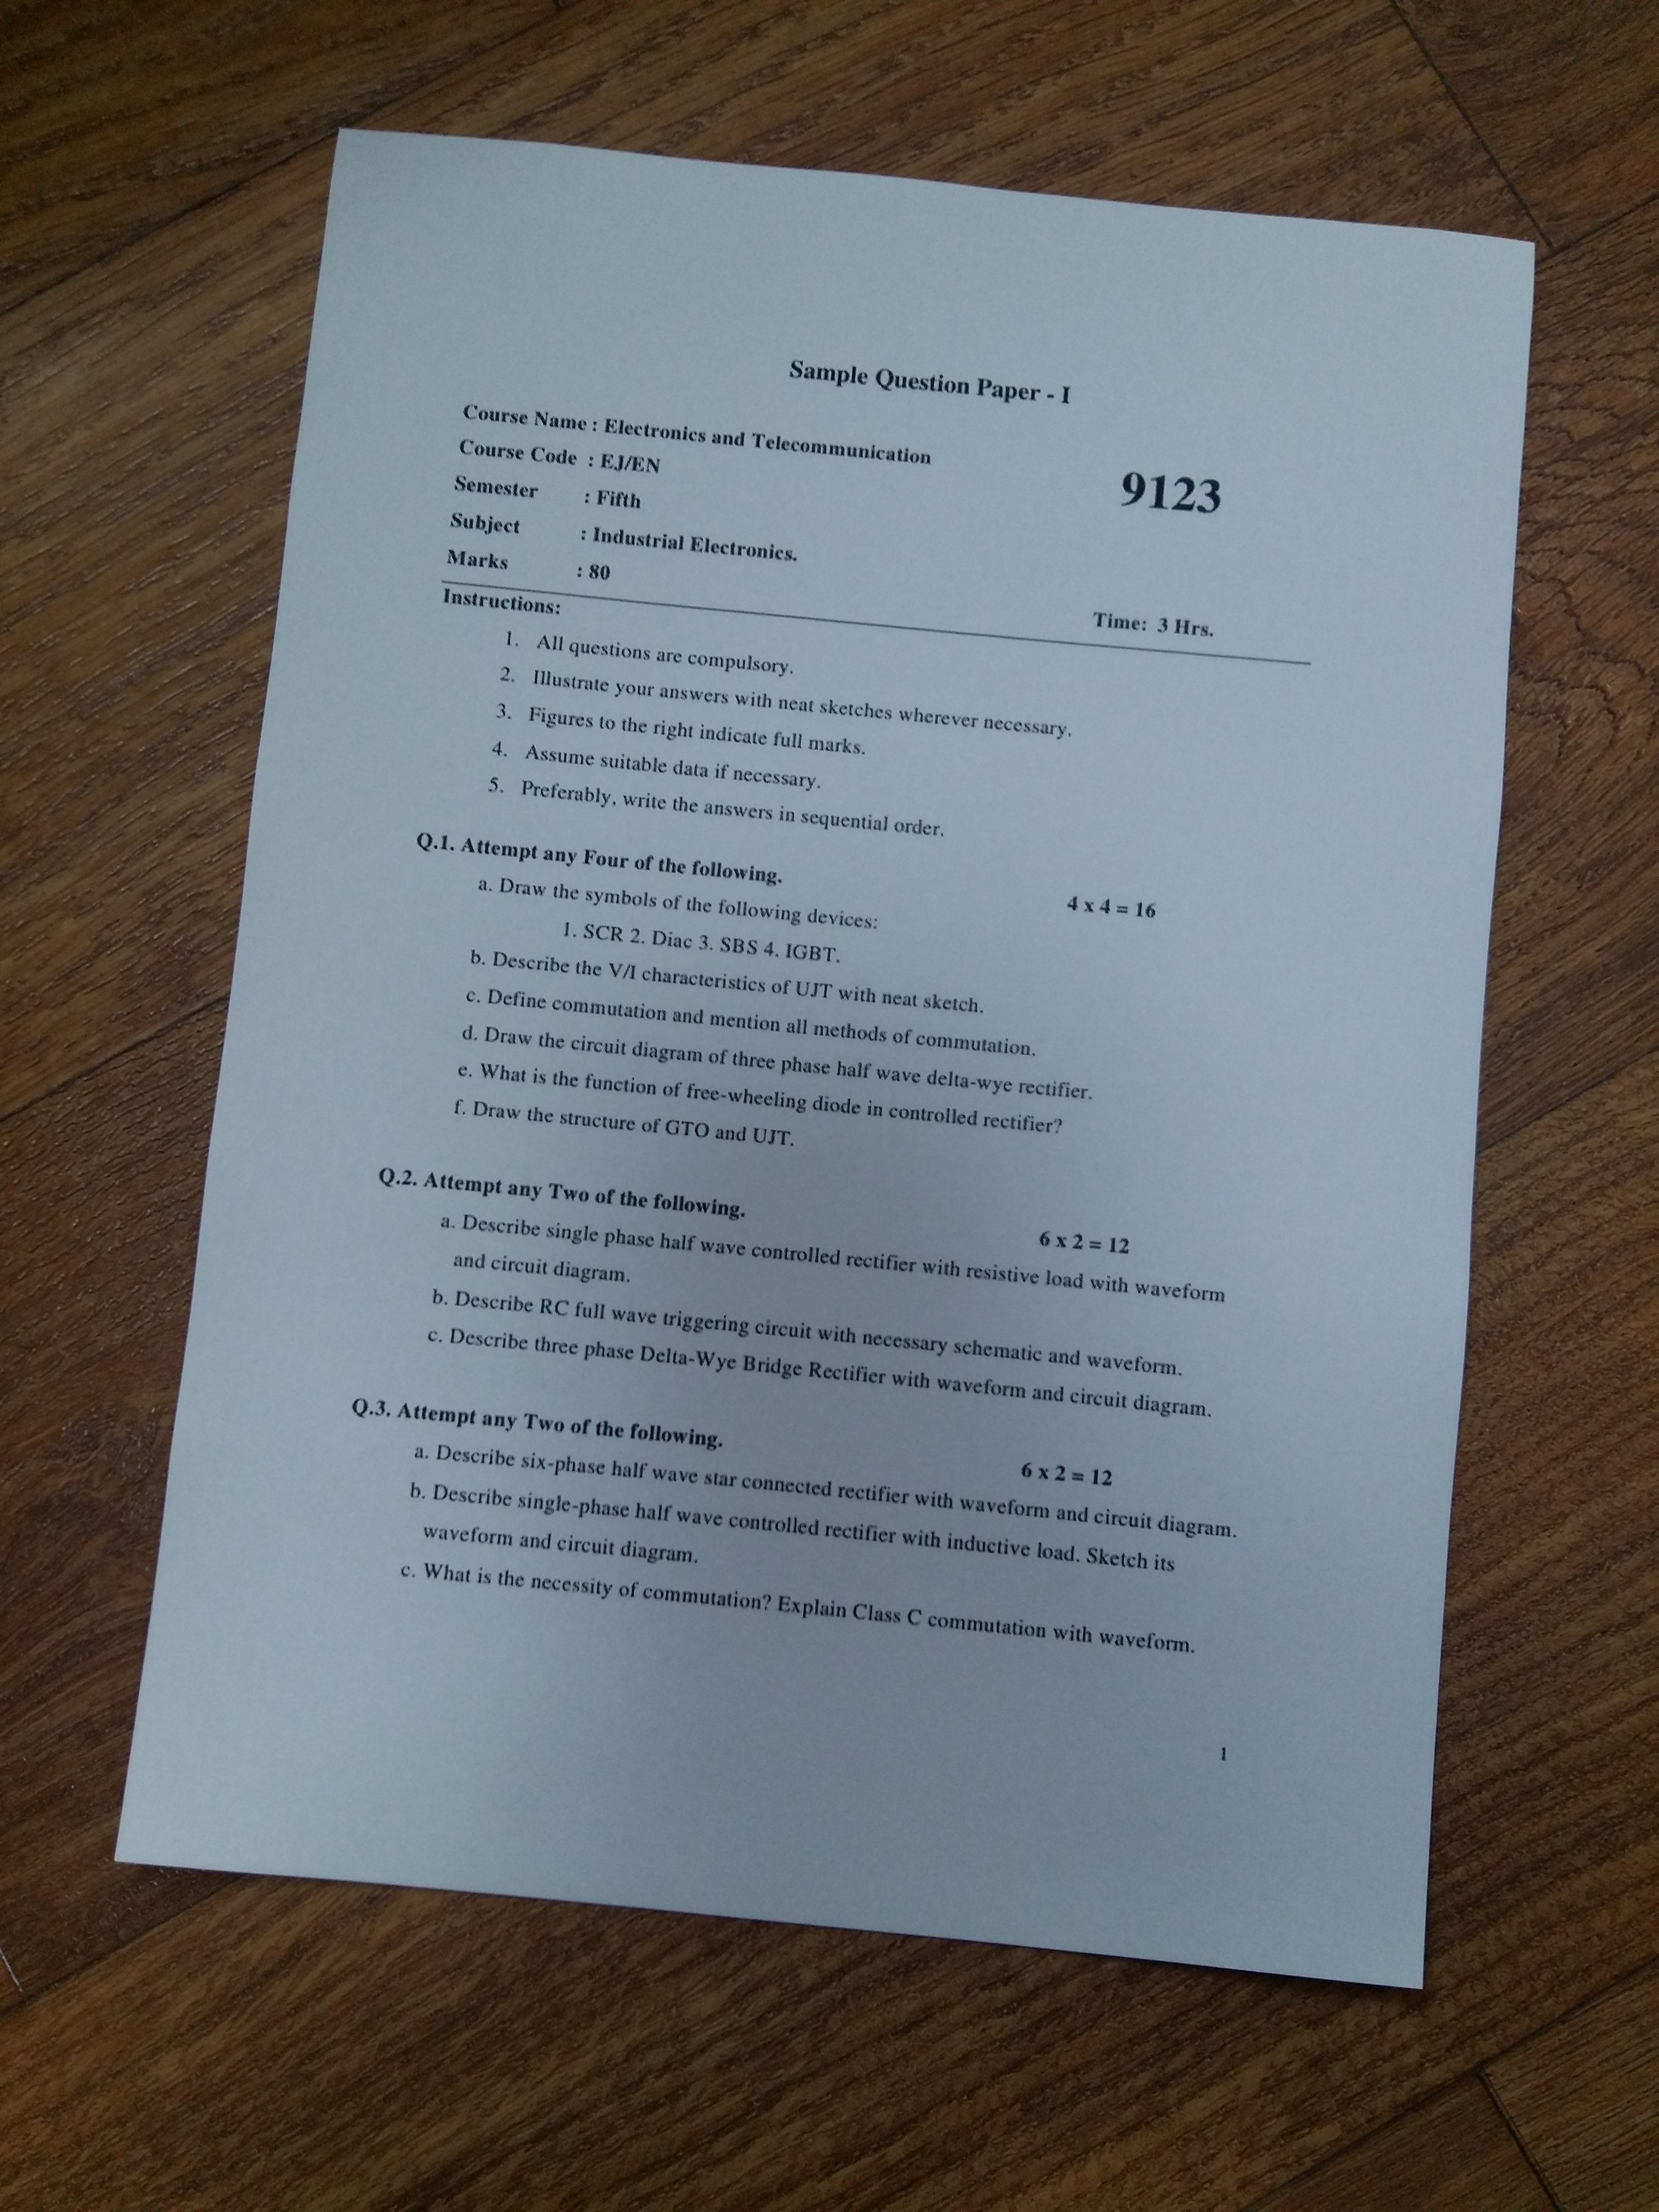 Sample Question Paper - I
Course Name : Electronics and Telecommunication
Course Code : EJ/EN
9123
Semester : Fifth
Subject : Industrial Electronics.
Marks : 80
Time: 3 Hrs.
Instructions:
1. All questions are compulsory.
2. Illustrate your answers with neat sketches wherever necessary.
3. Figures to the right indicate full marks.
4. Assume suitable data if necessary.
5. Preferably, write the answers in sequential order.
Q.1. Attempt any Four of the following. 4 x 4 = 16
a. Draw the symbols of the following devices:
1. SCR 2. Diac 3. SBS 4. IGBT.
b. Describe the V/I characteristics of UJT with neat sketch.
c. Define commutation and mention all methods of commutation.
d. Draw the circuit diagram of three phase half wave delta-wye rectifier.
e. What is the function of free-wheeling diode in controlled rectifier?
f. Draw the structure of GTO and UJT.
Q.2. Attempt any Two of the following. 6 x 2 = 12
a. Describe single phase half wave controlled rectifier with resistive load with waveform
and circuit diagram.
b. Describe RC full wave triggering circuit with necessary schematic and waveform.
c. Describe three phase Delta-Wye Bridge Rectifier with waveform and circuit diagram.
Q.3. Attempt any Two of the following. 6 x 2 = 12
a. Describe six-phase half wave star connected rectifier with waveform and circuit diagram.
b. Describe single-phase half wave controlled rectifier with inductive load. Sketch its
waveform and circuit diagram.
c. What is the necessity of commutation? Explain Class C commutation with waveform.
1